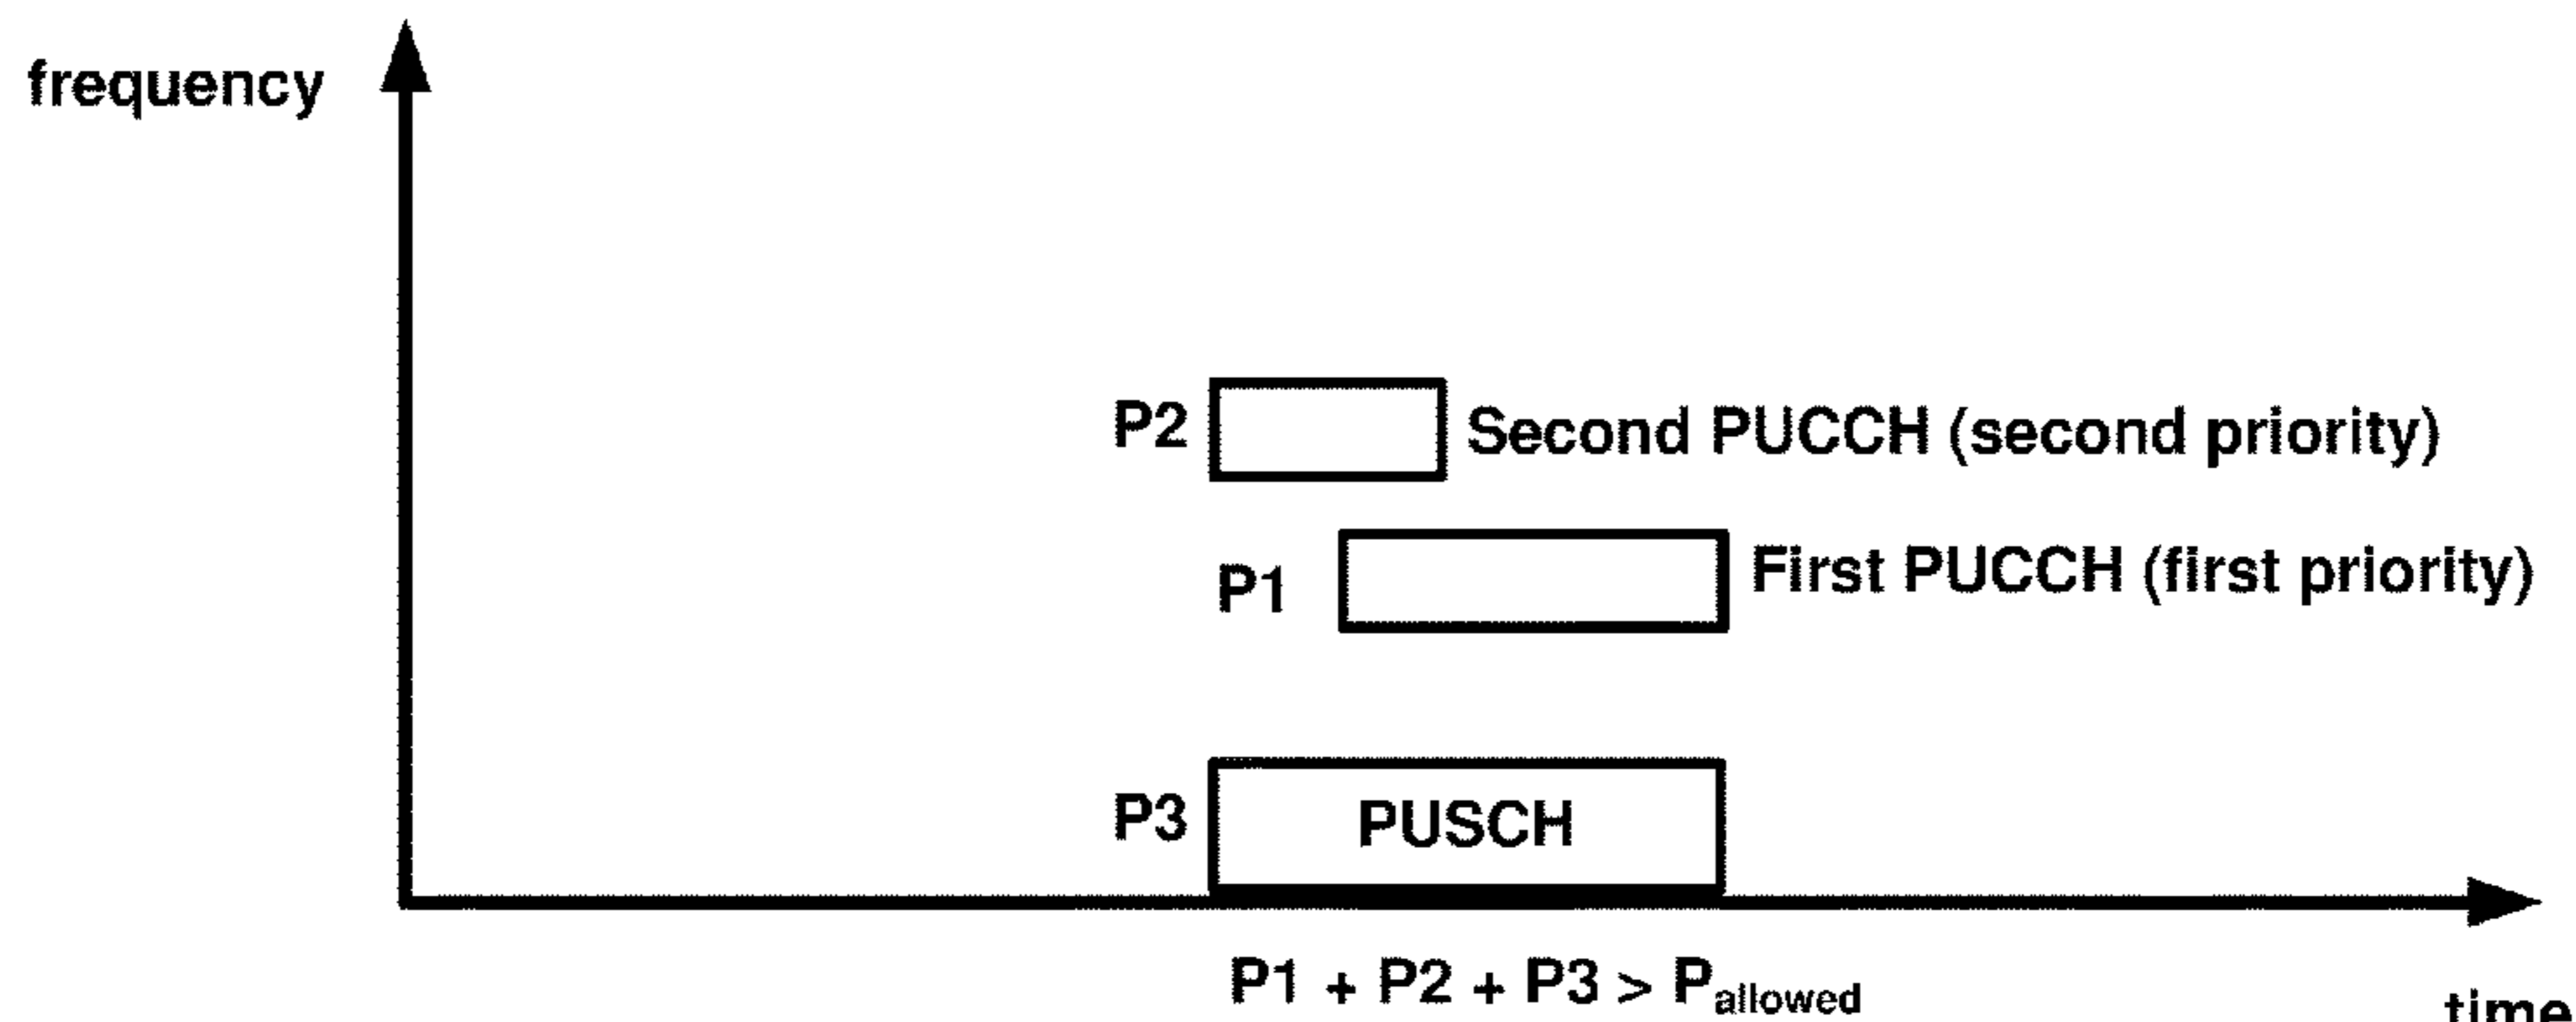 frequency
P2
Second PUCCH (second priority)
P1
First PUCCH (first priority)
P3
PUSCH
P1 + P2 + P3 > Pallowed
time